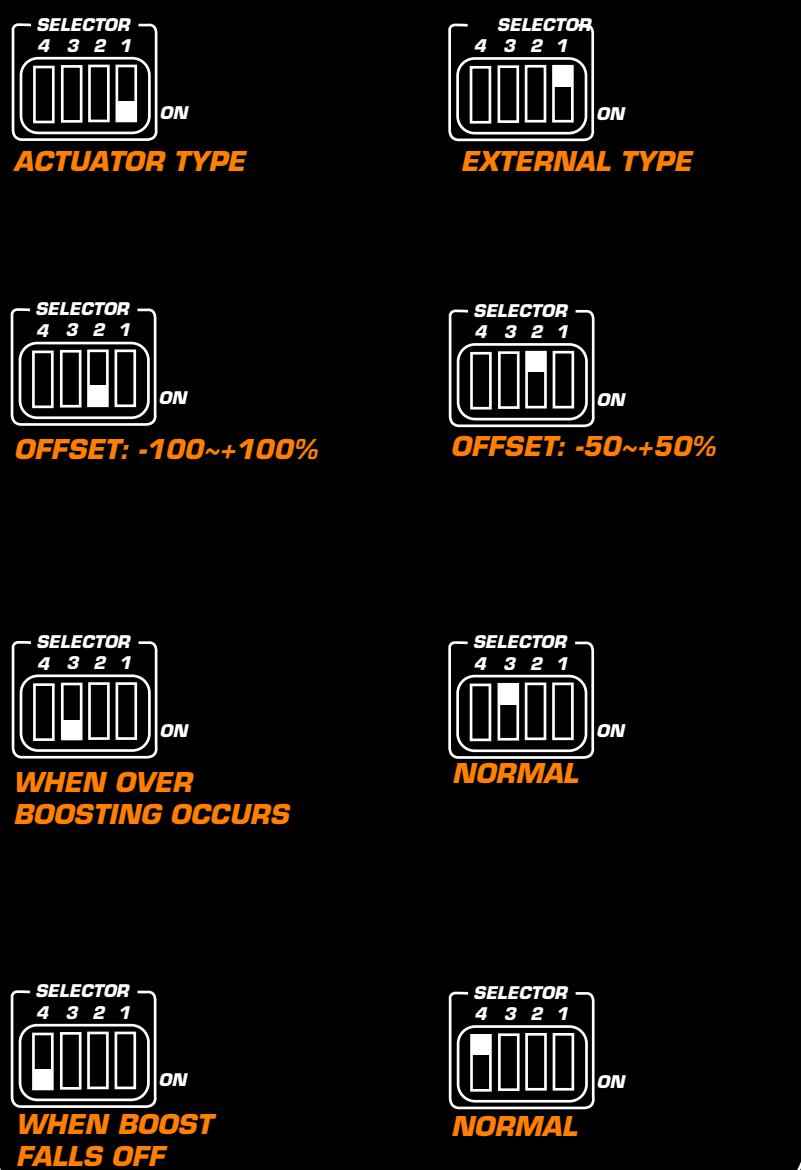 SELECTOR
4 3 2 1
ON
ACTUATOR TYPE
SELECTOR
4 3 2 1
ON
EXTERNAL TYPE
SELECTOR
4 3 2 1
ON
OFFSET: -100~+100%
SELECTOR
4 3 2 1
ON
OFFSET: -50~+50%
SELECTOR
4 3 2 1
ON
WHEN OVER
BOOSTING OCCURS
SELECTOR
4 3 2 1
ON
NORMAL
SELECTOR
4 3 2 1
ON
WHEN BOOST
FALLS OFF
SELECTOR
4 3 2 1
ON
NORMAL